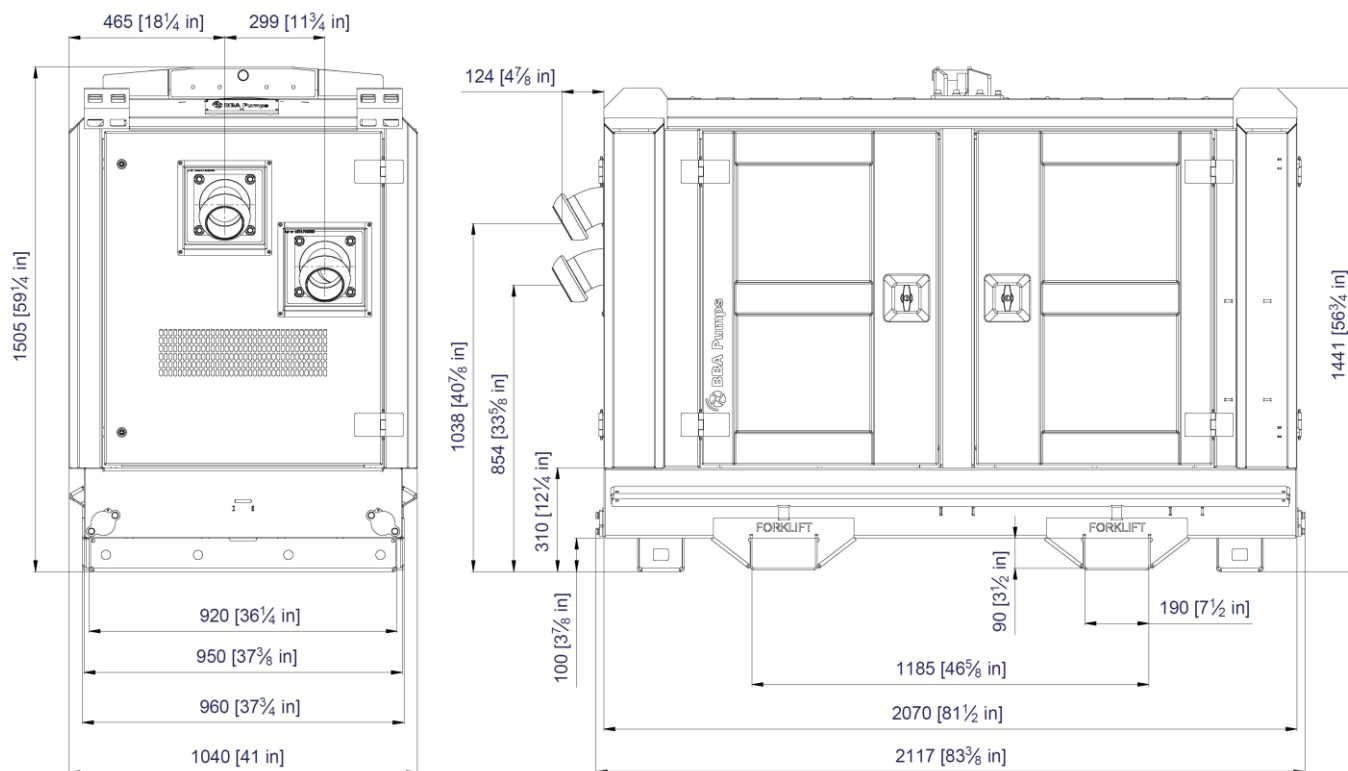 465 [18¼ in]
299 [11¾ in]
124 [4⅞ in]
BBA Pumps
1505 [59¼ in]
1038 [40⅞ in]
854 [33⅝ in]
310 [12¼ in]
100 [3⅞ in]
BBA Pumps
1441 [56¾ in]
FORKLIFT
FORKLIFT
90 [3½ in]
190 [7½ in]
920 [36¼ in]
950 [37⅜ in]
960 [37¾ in]
1040 [41 in]
1185 [46⅝ in]
2070 [81½ in]
2117 [83⅜ in]